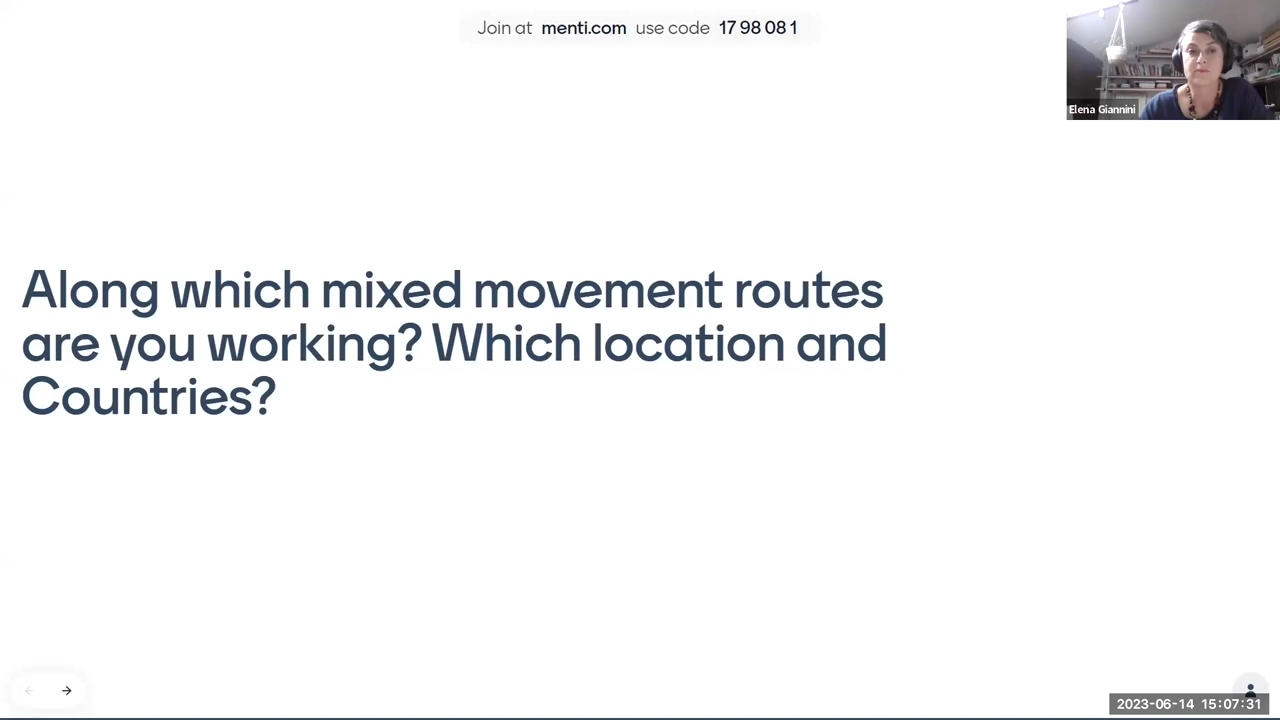 Join at menti.com use code 17 98 08 1
Elena Giannini
Along which mixed movement routes
are you working? Which location and
Countries?
2023-06-14 15:07:31